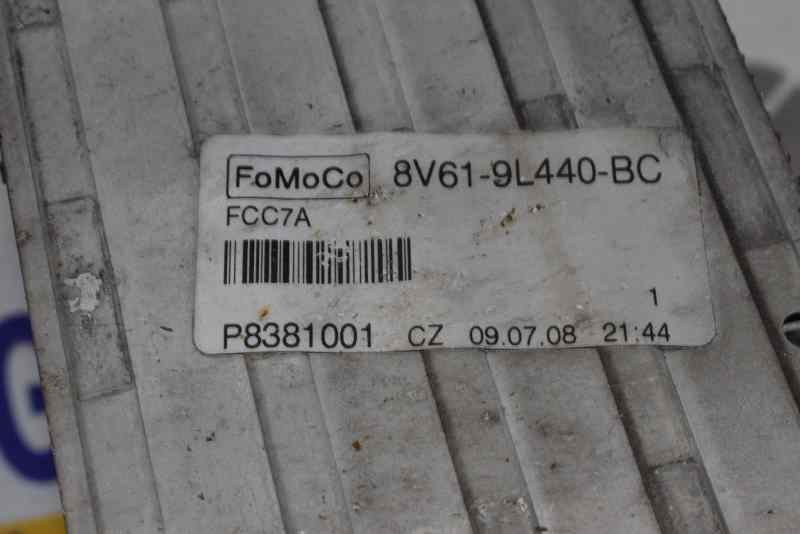 FoMoCo 8V61-9L440-BC
FCC7A
1
P8381001 CZ 09.07.08 21:44
G